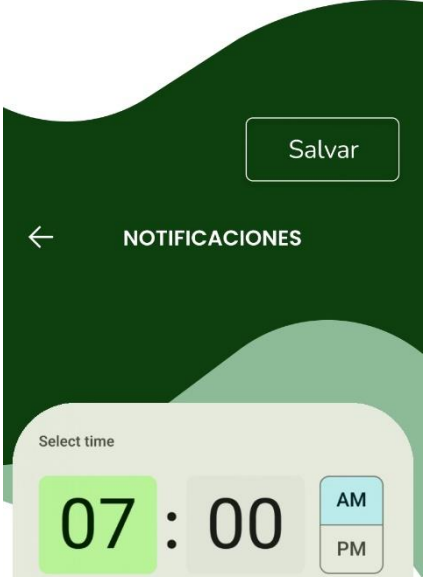 Salvar
NOTIFICACIONES
Select time
07 : 00
AM
PM